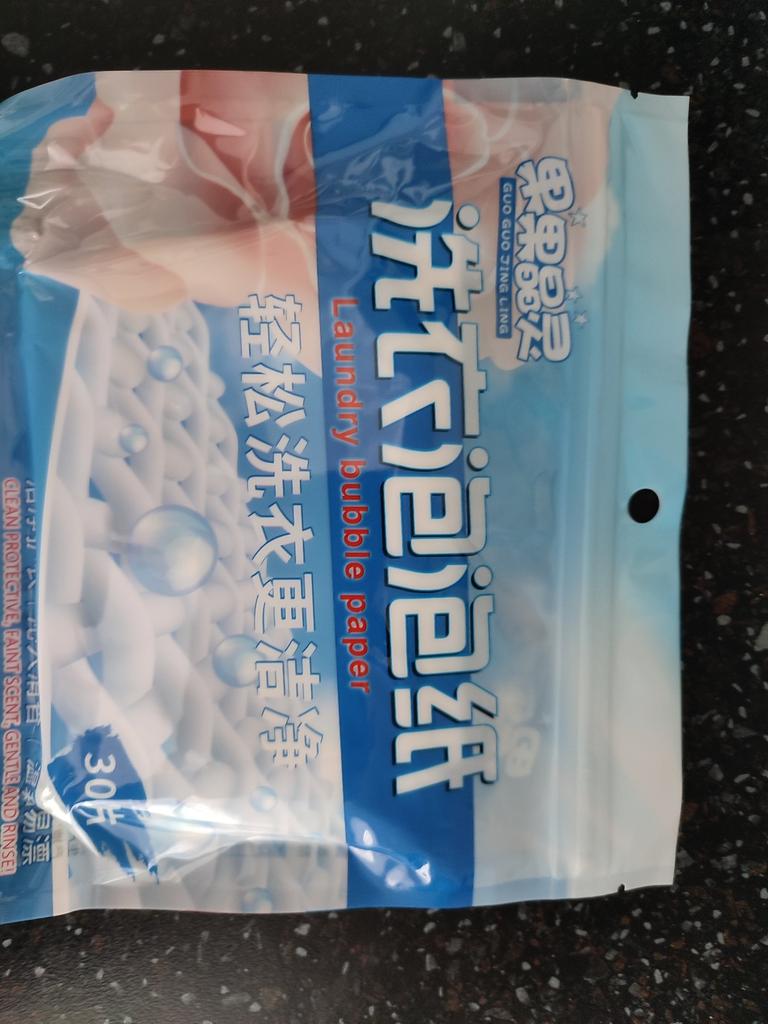 果果晶灵
GUO GUO JING LING
洗衣泡泡纸
Laundry bubble paper
轻松洗衣更洁净
30片
CLEAN PROTECTIVE, FAINT SCENT, GENTLE AND RINSE!